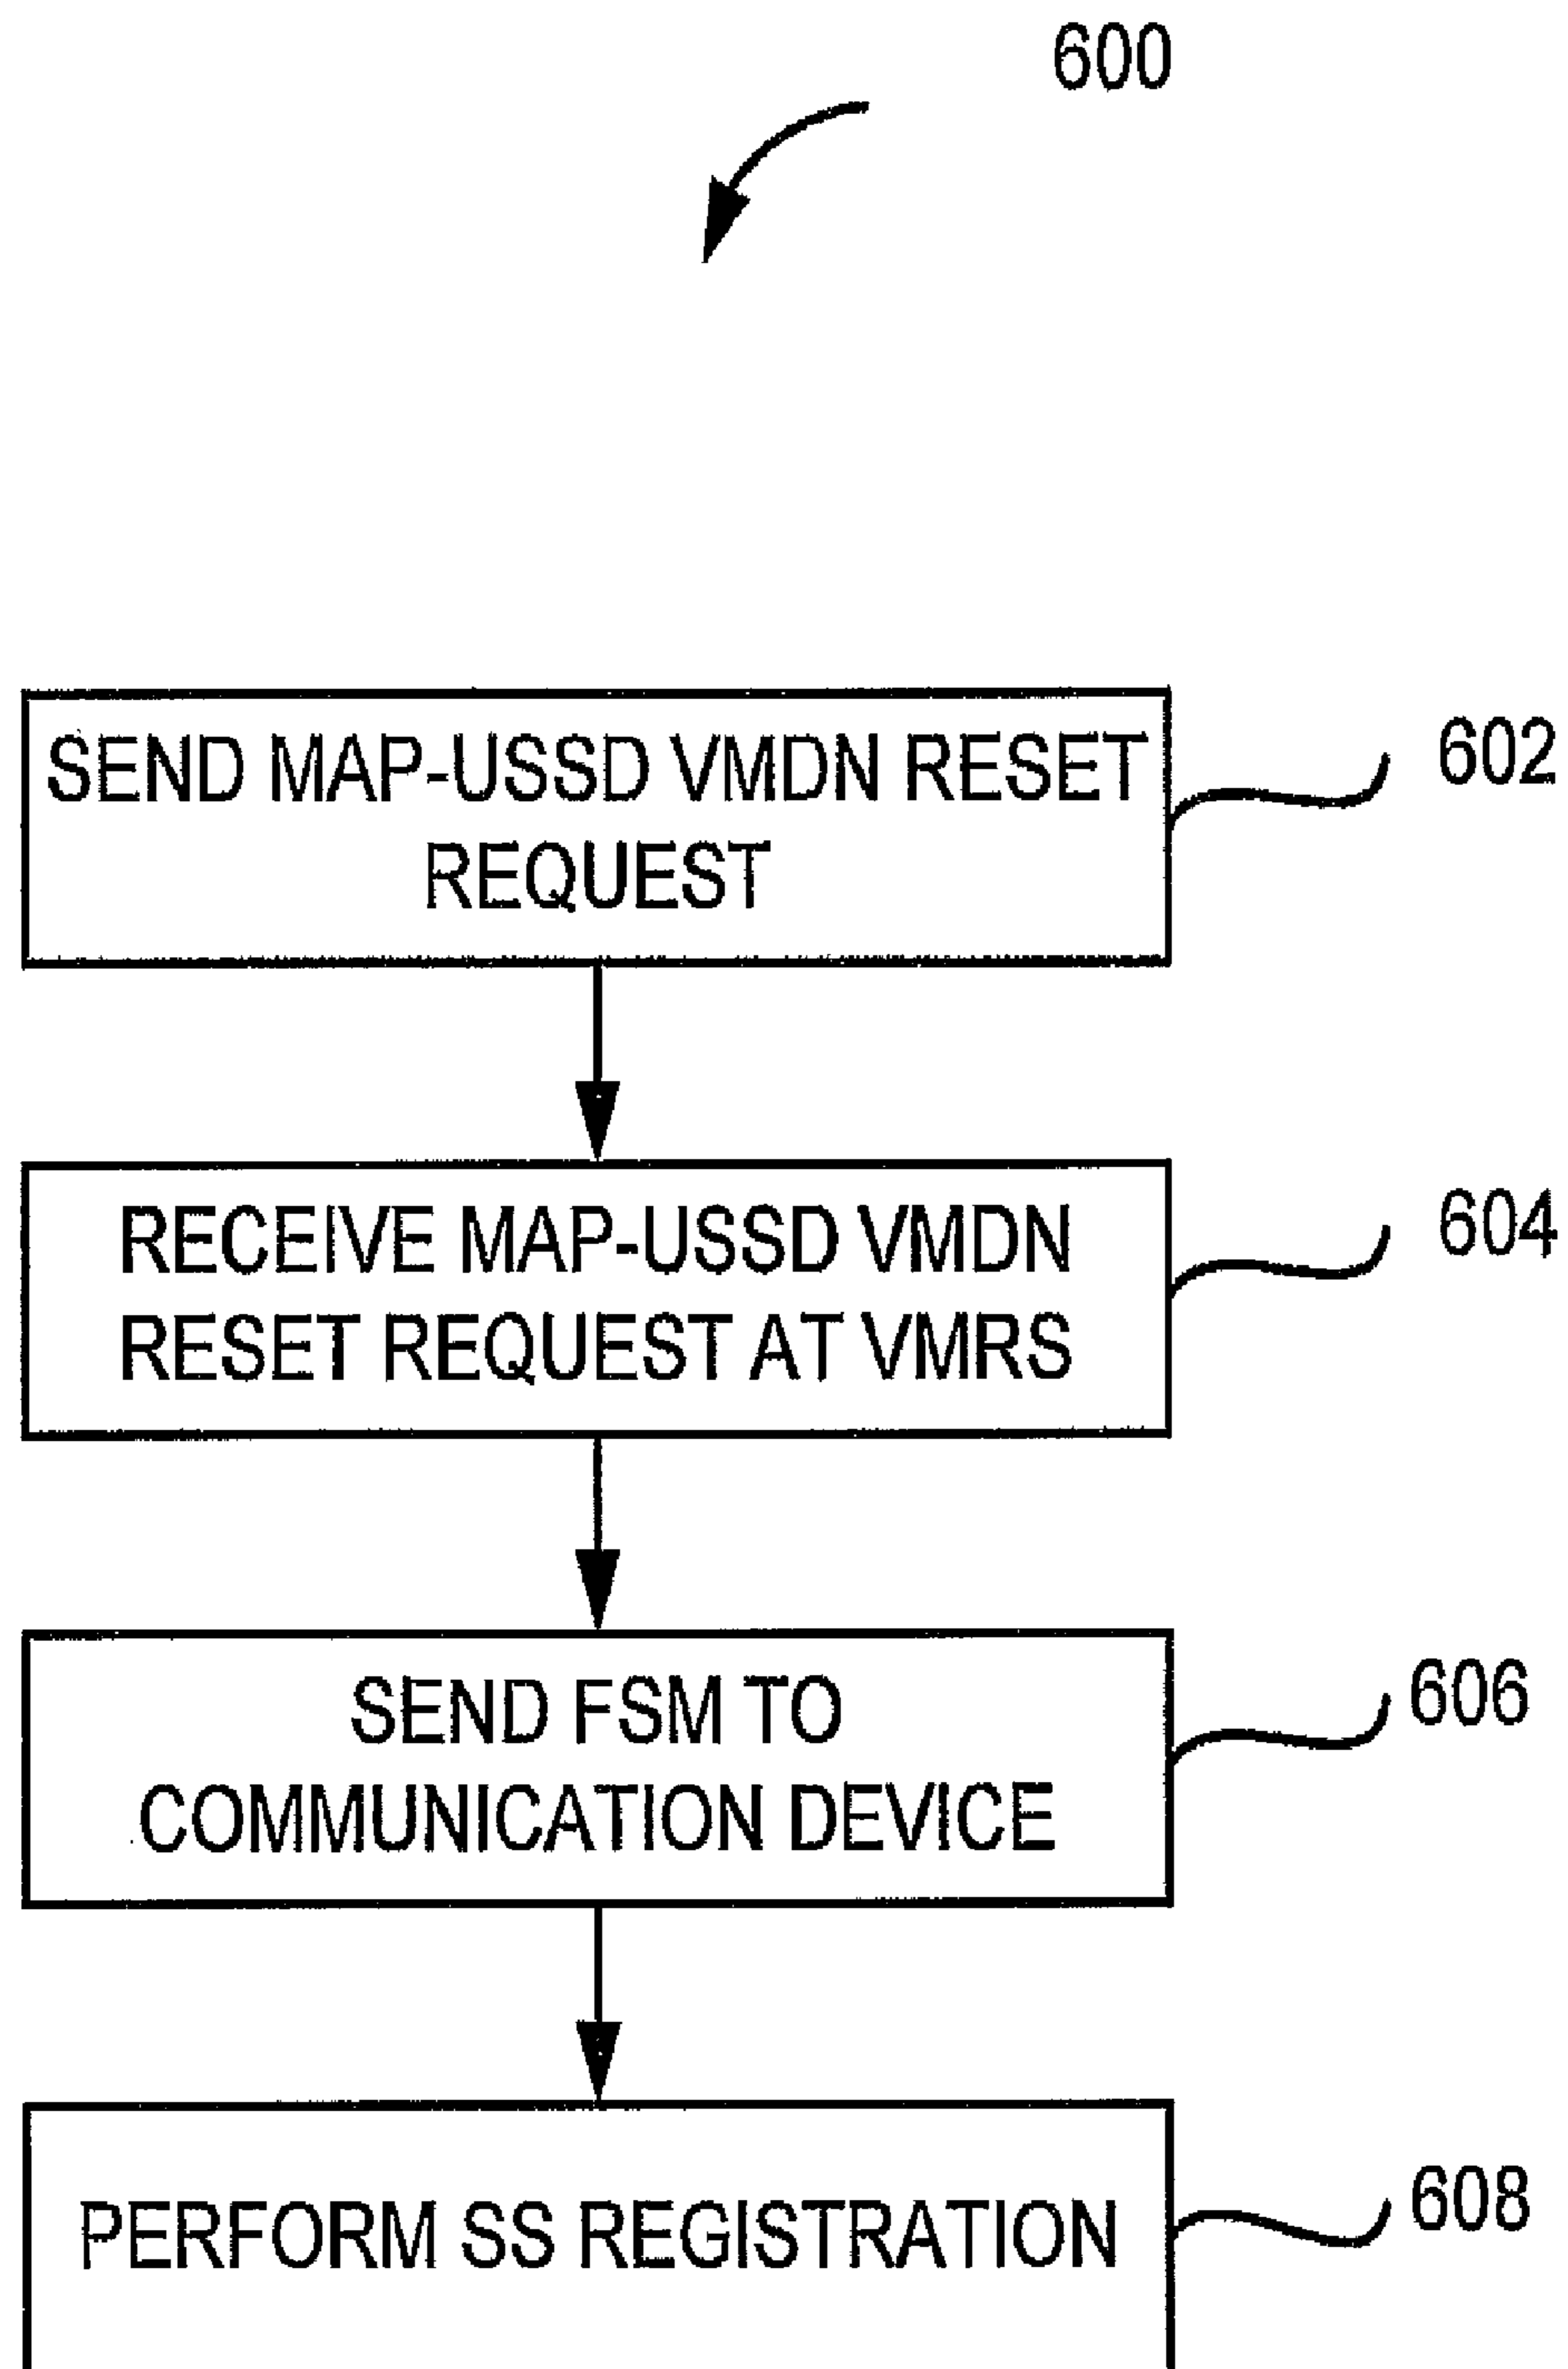 600
SEND MAP-USSD VMDN RESET
REQUEST
602
RECEIVE MAP-USSD VMDN
RESET REQUEST AT VMRS
604
SEND FSM TO
COMMUNICATION DEVICE
606
PERFORM SS REGISTRATION
608